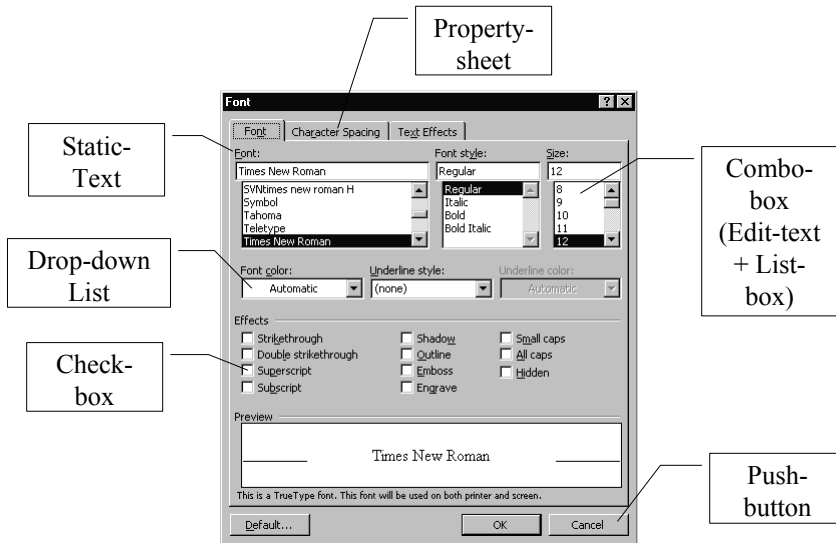 Property-
sheet
Font
Font Character Spacing Text Effects
Static-
Text
Font: Font style: Size:
Times New Roman Regular 12
SVNtimes new roman H Regular 8
Symbol Italic 9
Tahoma Bold 10
Teletype Bold Italic 11
Times New Roman 12
Combo-
box
(Edit-text
+ List-
box)
Drop-down
List
Font color: Underline style: Underline color:
Automatic (none) Automatic
Effects
Strikethrough Shadow Small caps
Double strikethrough Outline All caps
Superscript Emboss Hidden
Subscript Engrave
Check-
box
Preview
Times New Roman
This is a TrueType font. This font will be used on both printer and screen.
Default... OK Cancel
Push-
button